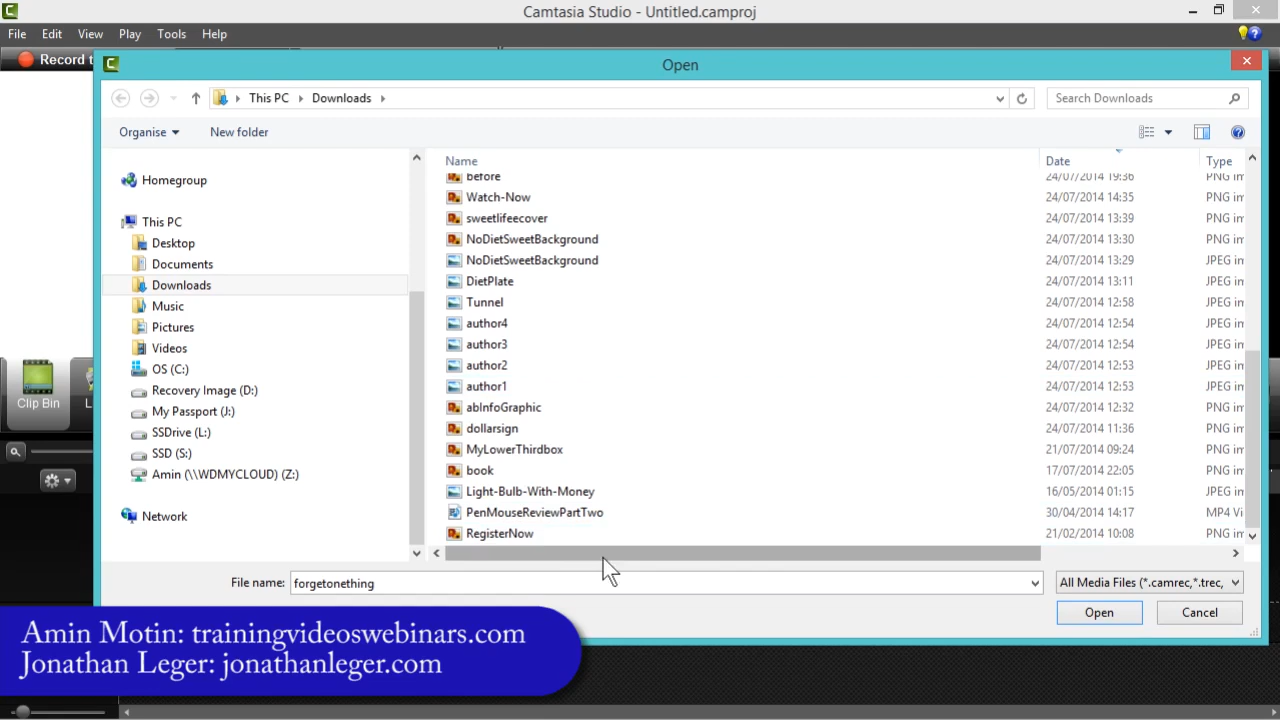 Camtasia Studio - Untitled.camproj
File Edit View Play Tools Help
Record t
Open
This PC Downloads
Search Downloads
Organise New folder
Name Date Type
before 24/07/2014 19:36 PNG im
Watch-Now 24/07/2014 14:35 PNG im
sweetlifeecover 24/07/2014 13:39 PNG im
NoDietSweetBackground 24/07/2014 13:30 PNG im
NoDietSweetBackground 24/07/2014 13:29 JPEG im
DietPlate 24/07/2014 13:11 JPEG im
Tunnel 24/07/2014 12:58 JPEG im
author4 24/07/2014 12:54 JPEG im
author3 24/07/2014 12:54 JPEG im
author2 24/07/2014 12:53 JPEG im
author1 24/07/2014 12:53 JPEG im
abInfoGraphic 24/07/2014 12:32 PNG im
dollarsign 24/07/2014 11:36 PNG im
MyLowerThirdbox 21/07/2014 09:24 PNG im
book 17/07/2014 22:05 PNG im
Light-Bulb-With-Money 16/05/2014 01:15 JPEG im
PenMouseReviewPartTwo 30/04/2014 14:17 MP4 Vi
RegisterNow 21/02/2014 10:08 PNG im
Homegroup
This PC
Desktop
Documents
Downloads
Music
Pictures
Videos
OS (C:)
Recovery Image (D:)
My Passport (J:)
SSDrive (L:)
SSD (S:)
Amin (\\WDMYCLOUD) (Z:)
Network
Clip Bin
L
File name: forgetonething
All Media Files (*.camrec,*.trec,
Open Cancel
Amin Motin: trainingvideoswebinars.com
Jonathan Leger: jonathanleger.com